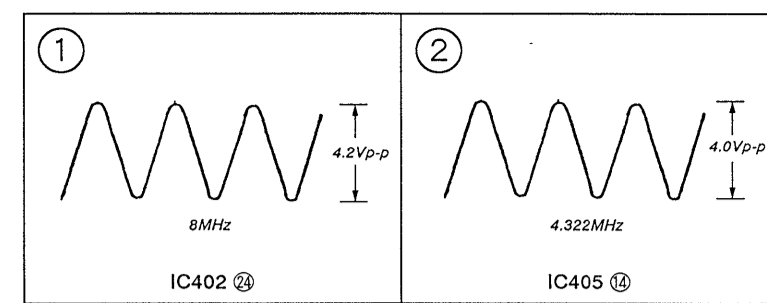 ①
②
4.2Vp-p
4.0Vp-p
8MHz
4.322MHz
IC402 ㉔
IC405 ⑭